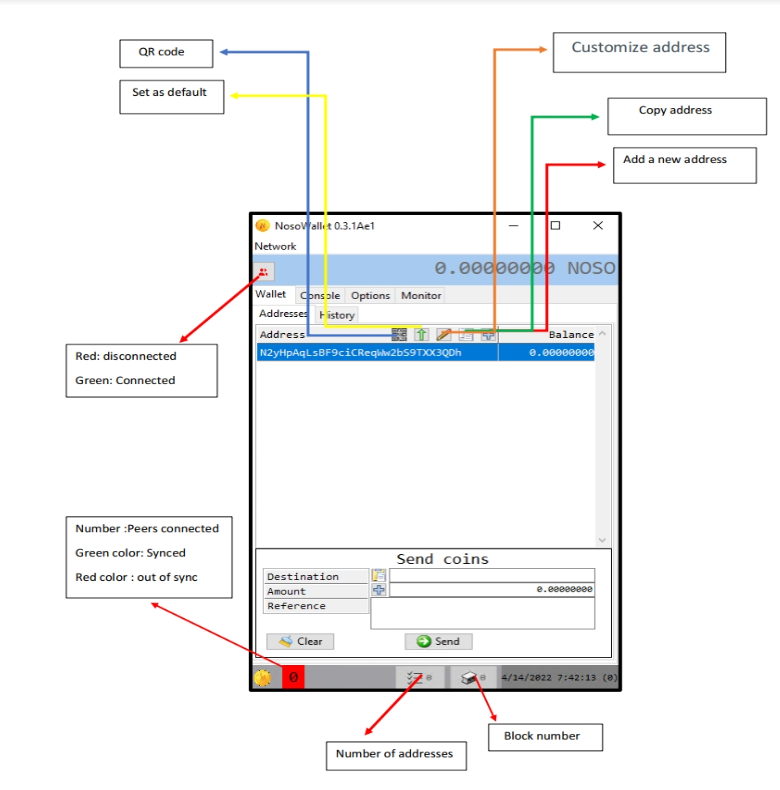 QR code
Customize address
Set as default
Copy address
Add a new address
NosoWallet 0.3.1Ae1
Network
0.00000000 NOSO
Wallet Console Options Monitor
Addresses History
Address Balance
N2yHpAqLsBF9ciCReqWw2bS9TXX3QDh 0.00000000
Red: disconnected
Green: Connected
Number :Peers connected
Green color: Synced
Red color : out of sync
Send coins
Destination
Amount 0.00000000
Reference
Clear Send
0 0 0 4/14/2022 7:42:13 (0)
Block number
Number of addresses